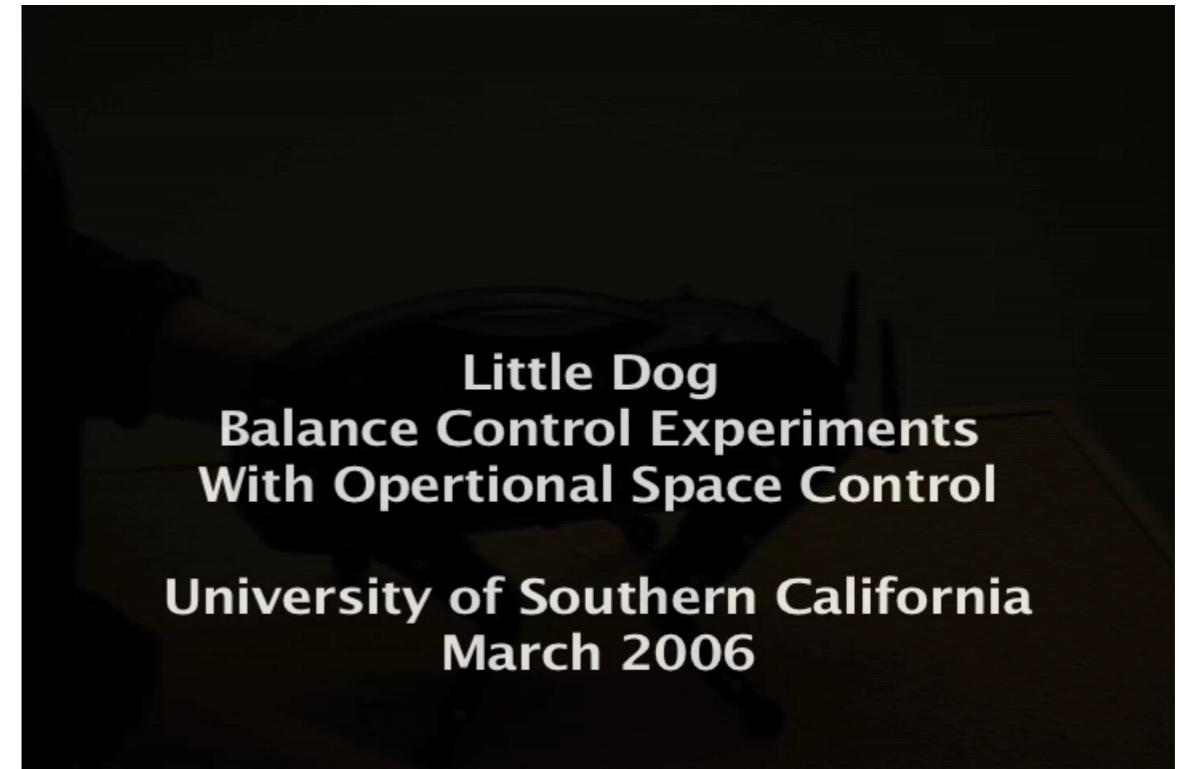 Little Dog
Balance Control Experiments
With Opertional Space Control
University of Southern California
March 2006